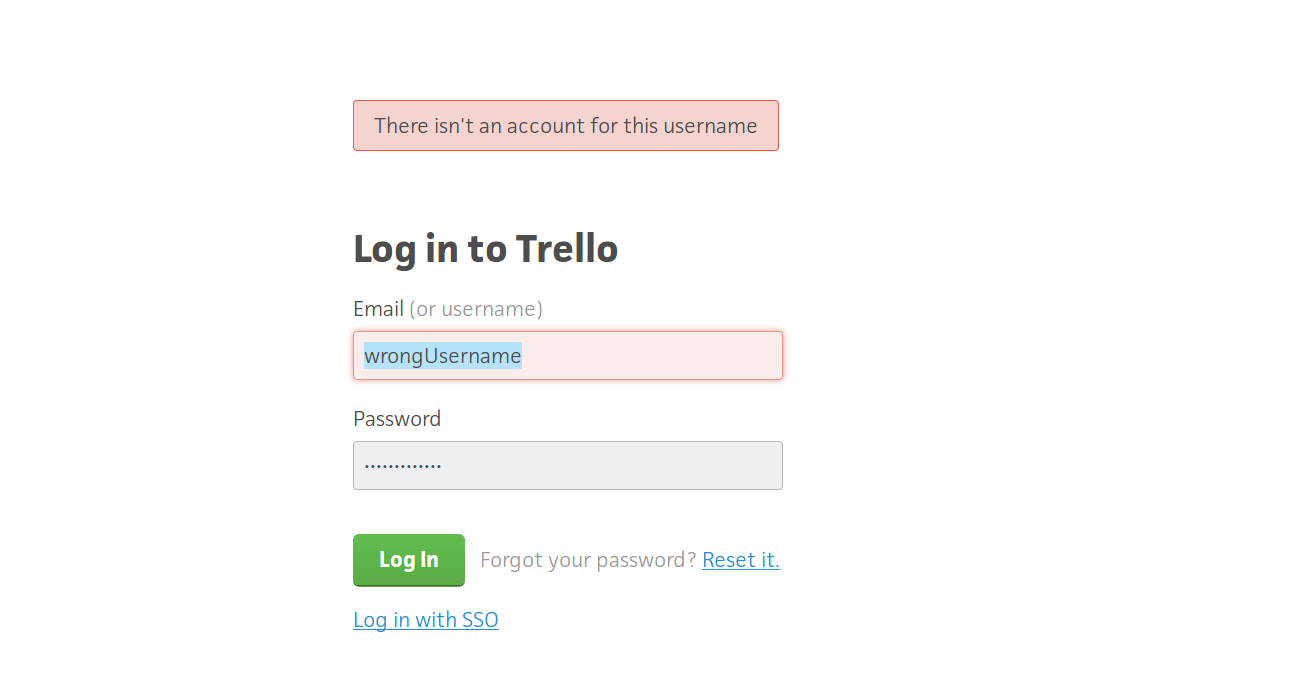 There isn't an account for this username
Log in to Trello
Email (or username)
wrongUsername
Password
•••••••••••••
Log In Forgot your password? Reset it.
Log in with SSO